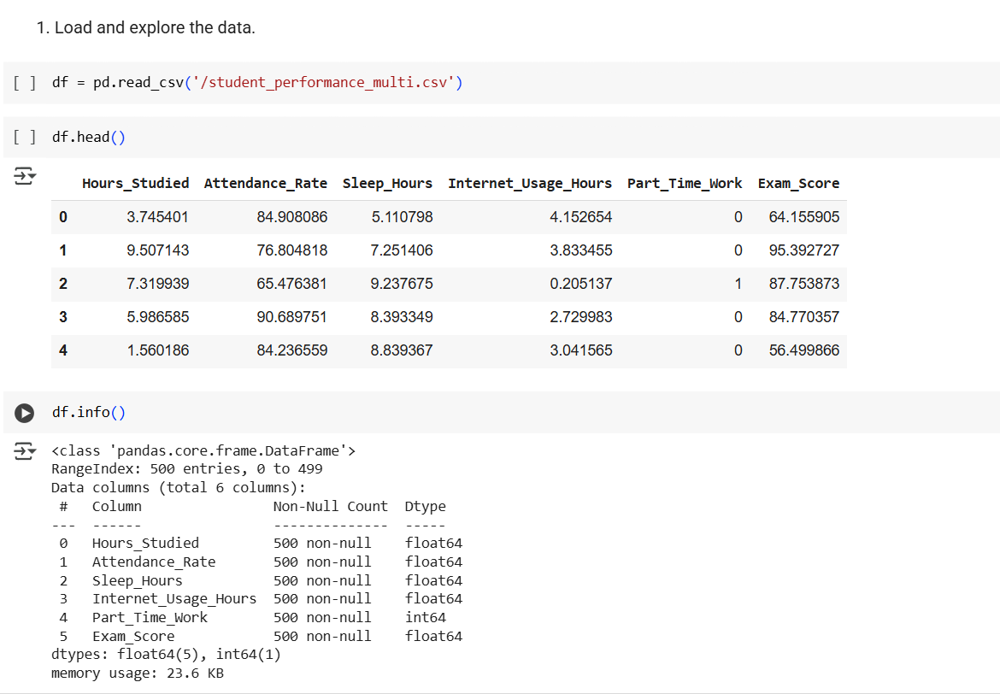 1. Load and explore the data.
[ ] df = pd.read_csv('/student_performance_multi.csv')
[ ] df.head()
Hours_Studied Attendance_Rate Sleep_Hours Internet_Usage_Hours Part_Time_Work Exam_Score
0 3.745401 84.908086 5.110798 4.152654 0 64.155905
1 9.507143 76.804818 7.251406 3.833455 0 95.392727
2 7.319939 65.476381 9.237675 0.205137 1 87.753873
3 5.986585 90.689751 8.393349 2.729983 0 84.770357
4 1.560186 84.236559 8.839367 3.041565 0 56.499866
df.info()
<class 'pandas.core.frame.DataFrame'>
RangeIndex: 500 entries, 0 to 499
Data columns (total 6 columns):
# Column Non-Null Count Dtype
--- ------ -------------- -----
0 Hours_Studied 500 non-null float64
1 Attendance_Rate 500 non-null float64
2 Sleep_Hours 500 non-null float64
3 Internet_Usage_Hours 500 non-null float64
4 Part_Time_Work 500 non-null int64
5 Exam_Score 500 non-null float64
dtypes: float64(5), int64(1)
memory usage: 23.6 KB